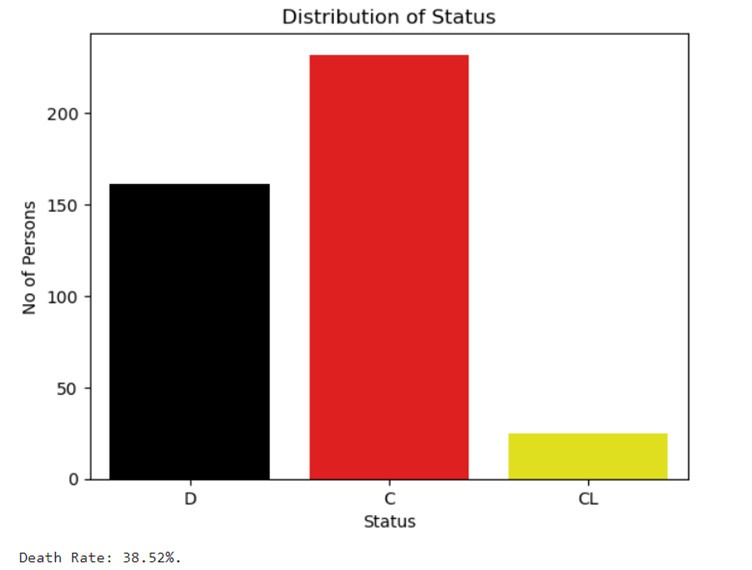 Distribution of Status
No of Persons
200
150
100
50
0
D C CL
Status
Death Rate: 38.52%.